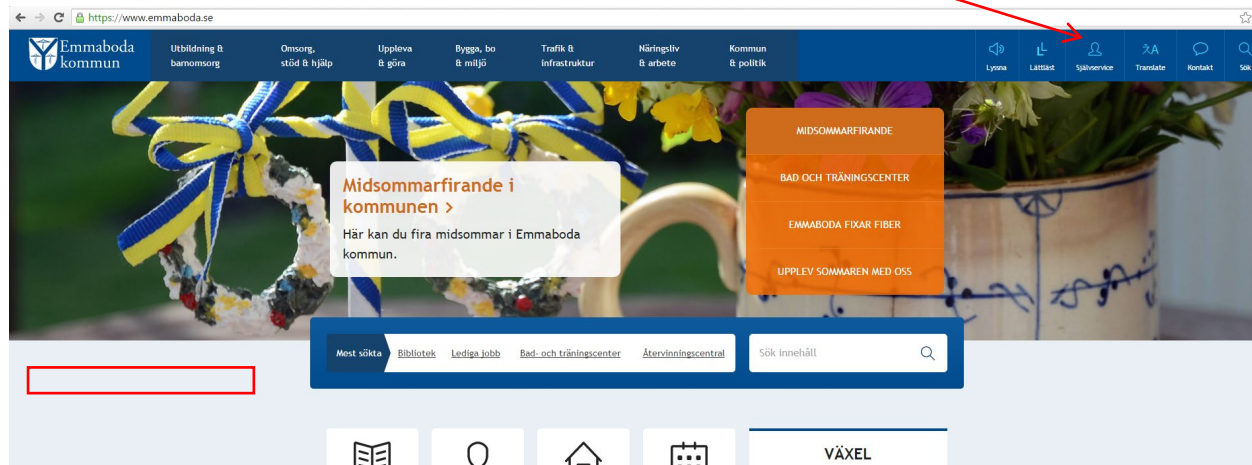 https://www.emmaboda.se
Emmaboda
kommun
Utbildning &
barnomsorg
Omsorg,
stöd & hjälp
Uppleva
& göra
Bygga, bo
& miljö
Trafik &
infrastruktur
Näringsliv
& arbete
Kommun
& politik
Lyssna
Lättläst
Självservice
Translate
Kontakt
Sök
Midsommarfirande i
kommunen >
Här kan du fira midsommar i Emmaboda
kommun.
MIDSOMMARFIRANDE
BAD OCH TRÄNINGSCENTER
EMMABODA FIXAR FIBER
UPPLEV SOMMAREN MED OSS
Mest sökta
Bibliotek
Lediga jobb
Bad- och träningscenter
Återvinningscentral
Sök innehåll
VÄXEL